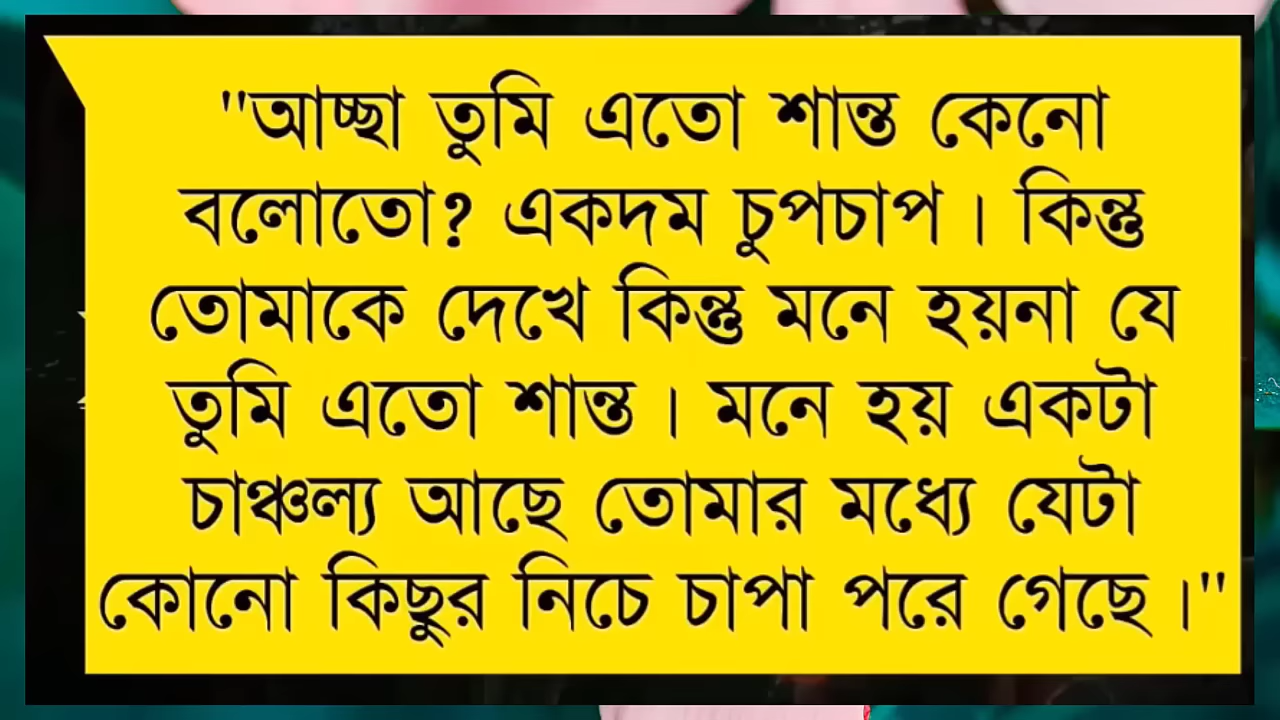 "আচ্ছা তুমি এতো শান্ত কেনো
বলোতো? একদম চুপচাপ। কিন্তু
তোমাকে দেখে কিন্তু মনে হয়না যে
তুমি এতো শান্ত। মনে হয় একটা
চাঞ্চল্য আছে তোমার মধ্যে যেটা
কোনো কিছুর নিচে চাপা পরে গেছে।"